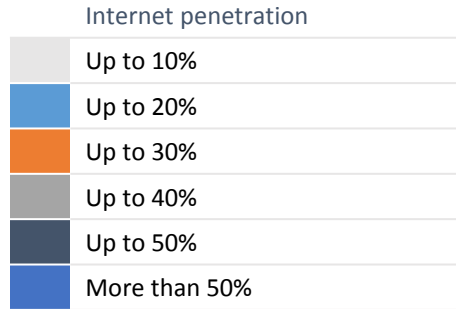 Internet penetration
Up to 10%
Up to 20%
Up to 30%
Up to 40%
Up to 50%
More than 50%